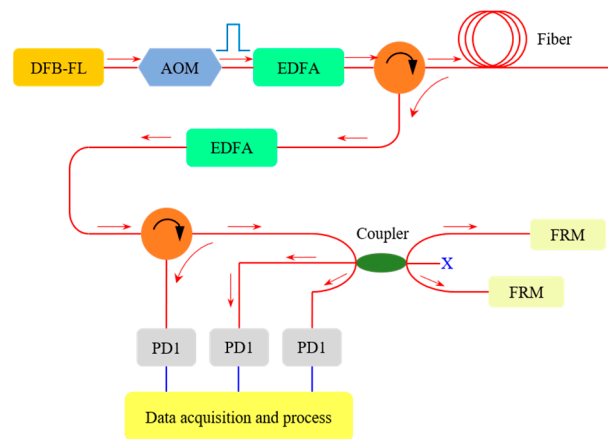 Fiber
DFB-FL
AOM
EDFA
EDFA
Coupler
FRM
X
FRM
PD1
PD1
PD1
Data acquisition and process